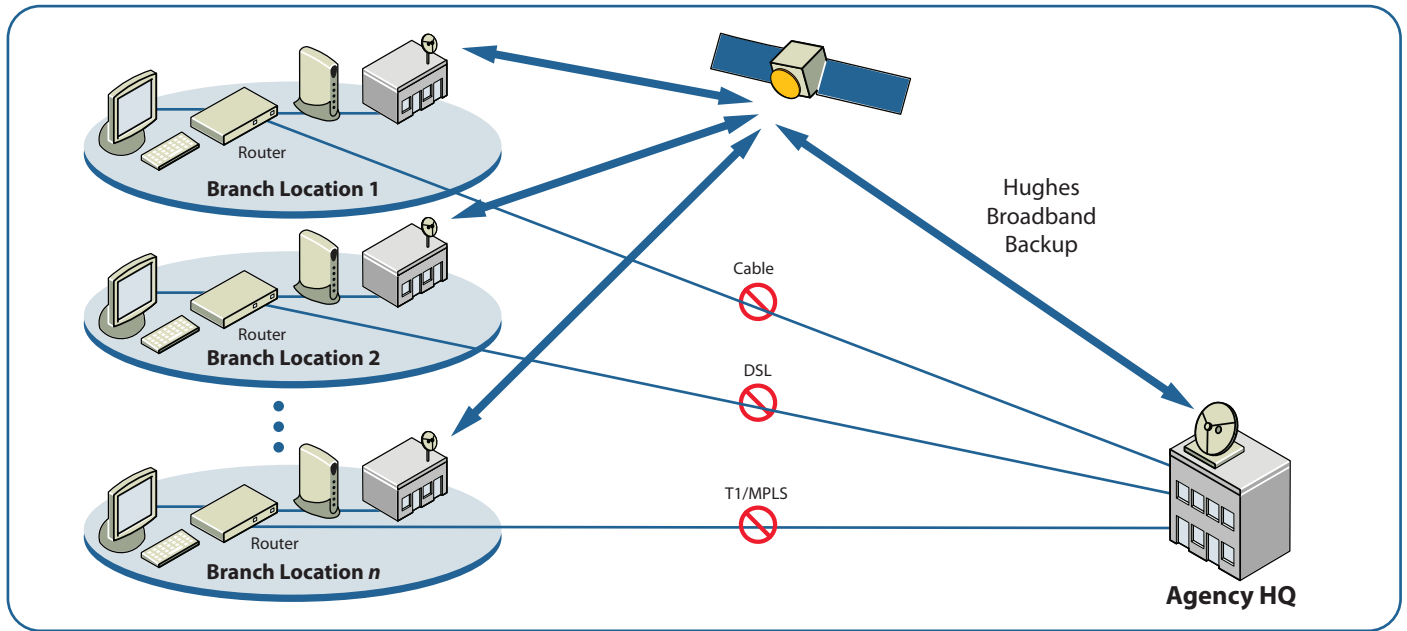 Router
Branch Location 1
Hughes
Broadband
Backup
Cable
Router
Branch Location 2
DSL
T1/MPLS
Router
Branch Location n
Agency HQ